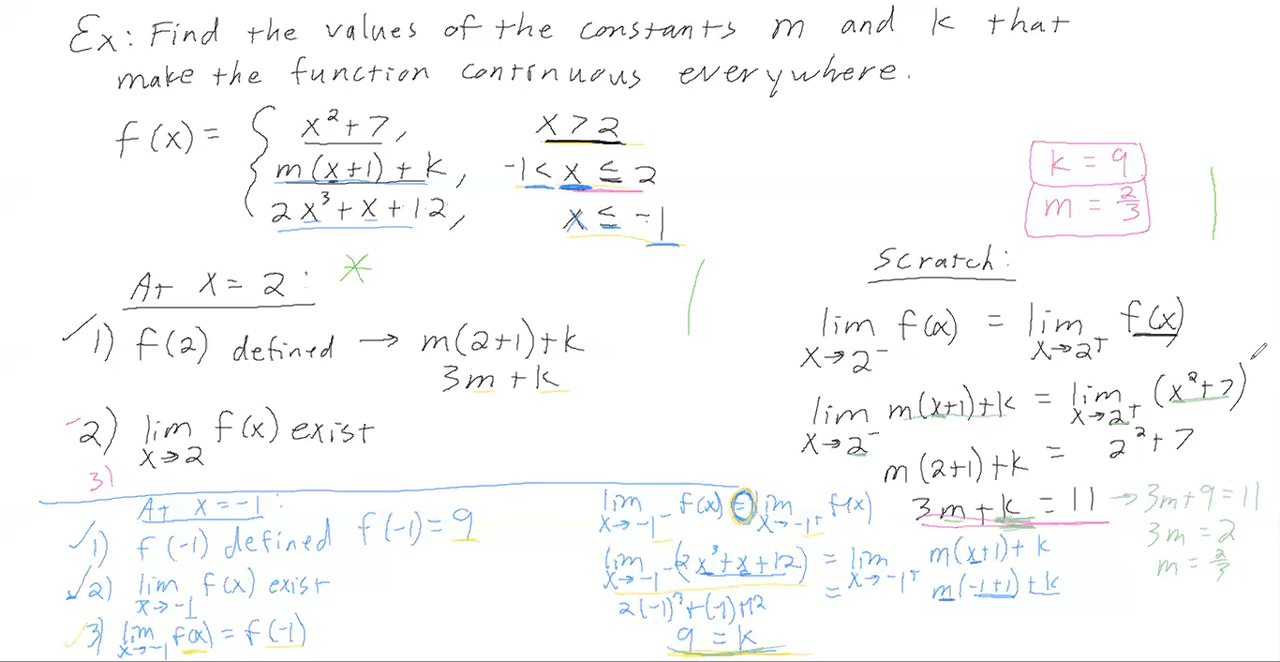 Ex: Find the values of the constants m and k that
make the function continuous everywhere.
f(x) = { x² + 7, x > 2
m(x+1) + k, -1 < x ≤ 2
2x³ + x + 12, x ≤ -1
k = 9
m = 2/3
At x = 2: *
✓1) f(2) defined → m(2+1)+k
3m + k
2) lim x→2 f(x) exist
3)
Scratch:
lim x→2⁻ f(x) = lim x→2⁺ f(x)
lim x→2⁻ m(x+1)+k = lim x→2⁺ (x²+7)
m(2+1)+k = 2²+7
3m + k = 11 → 3m+9 = 11
3m = 2
m = 2/3
At x = -1
✓1) f(-1) defined f(-1) = 9
✓2) lim x→-1 f(x) exist
✓3) lim x→-1 f(x) = f(-1)
lim x→-1⁻ f(x) = lim x→-1⁺ f(x)
lim x→-1⁻ (2x³+x+12) = lim x→-1⁺ m(x+1)+k
2(-1)³+(-1)+12 = m(-1+1)+k
9 = k